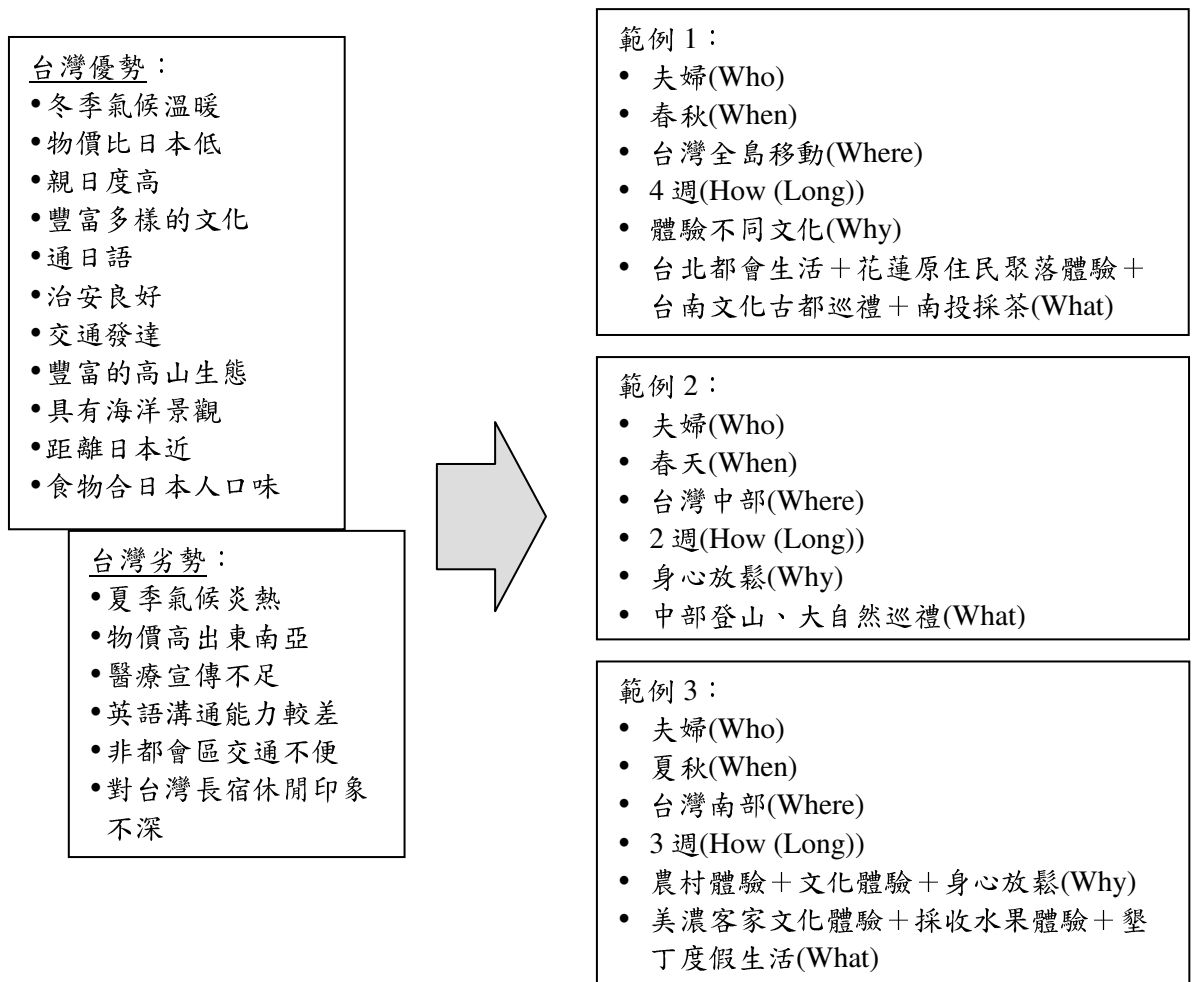 台灣優勢：
•冬季氣候溫暖
•物價比日本低
•親日度高
•豐富多樣的文化
•通日語
•治安良好
•交通發達
•豐富的高山生態
•具有海洋景觀
•距離日本近
•食物合日本人口味
台灣劣勢：
•夏季氣候炎熱
•物價高出東南亞
•醫療宣傳不足
•英語溝通能力較差
•非都會區交通不便
•對台灣長宿休閒印象
不深
範例 1：
• 夫婦(Who)
• 春秋(When)
• 台灣全島移動(Where)
• 4 週(How (Long))
• 體驗不同文化(Why)
• 台北都會生活＋花蓮原住民聚落體驗＋
台南文化古都巡禮＋南投採茶(What)
範例 2：
• 夫婦(Who)
• 春天(When)
• 台灣中部(Where)
• 2 週(How (Long))
• 身心放鬆(Why)
• 中部登山、大自然巡禮(What)
範例 3：
• 夫婦(Who)
• 夏秋(When)
• 台灣南部(Where)
• 3 週(How (Long))
• 農村體驗＋文化體驗＋身心放鬆(Why)
• 美濃客家文化體驗＋採收水果體驗＋墾
丁度假生活(What)